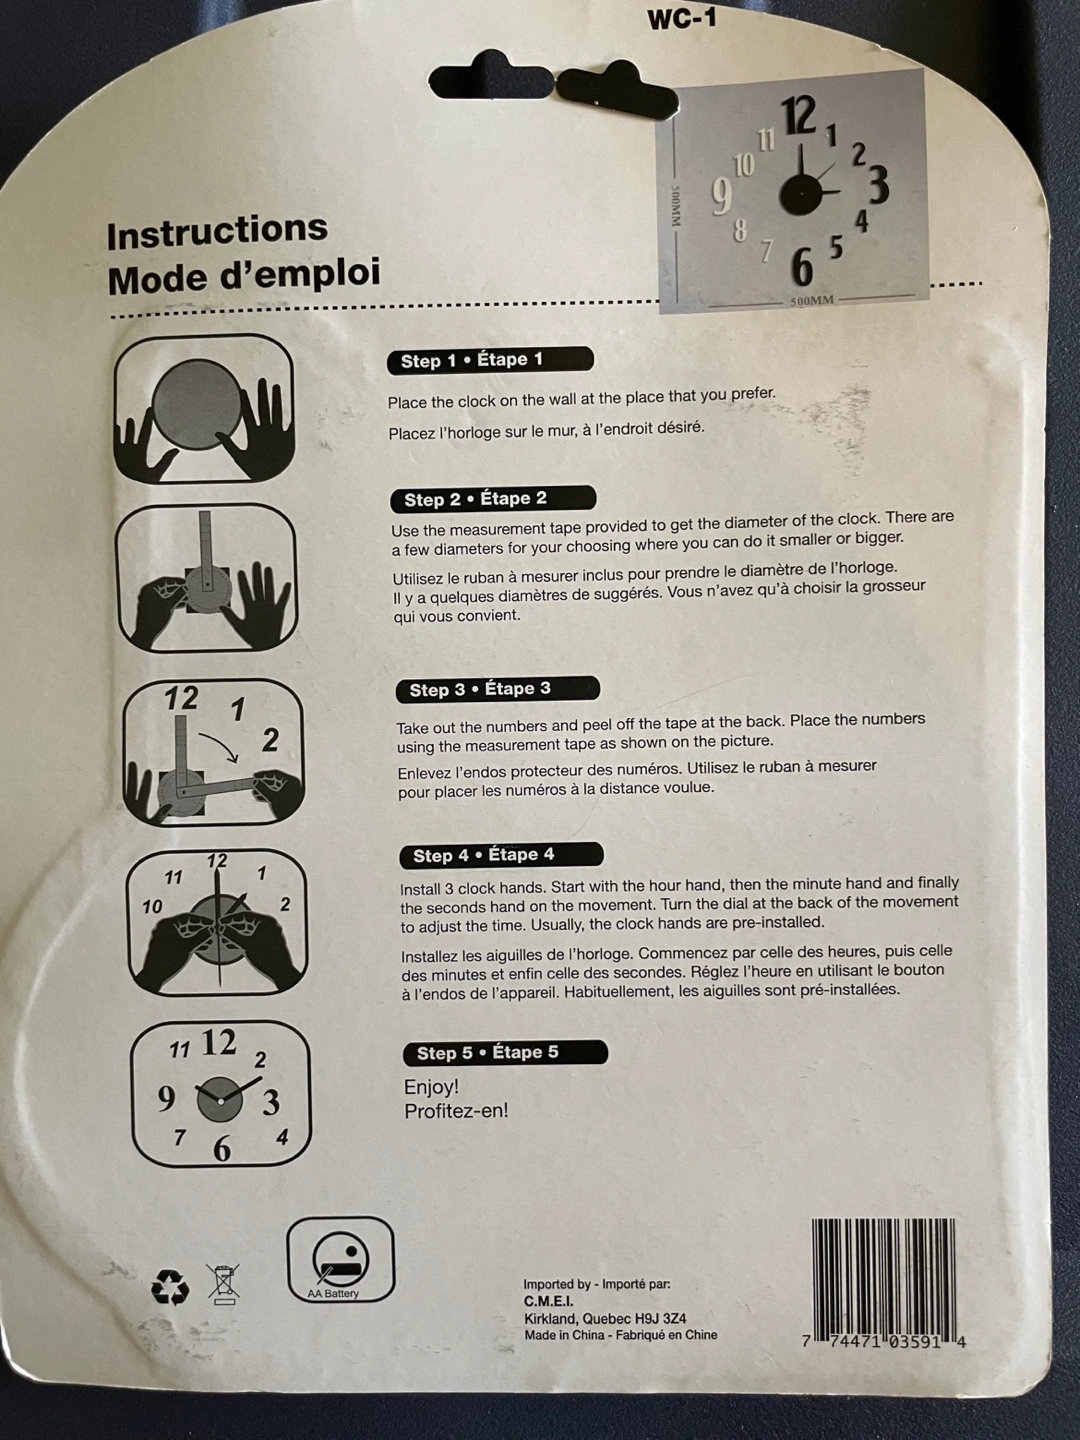 WC-1
12
11
1
10
2
9
3
8
4
7
5
6
500MM
500MM
Instructions
Mode d'emploi
Step 1 • Étape 1
Place the clock on the wall at the place that you prefer.
Placez l'horloge sur le mur, à l'endroit désiré.
Step 2 • Étape 2
Use the measurement tape provided to get the diameter of the clock. There are
a few diameters for your choosing where you can do it smaller or bigger.
Utilisez le ruban à mesurer inclus pour prendre le diamètre de l'horloge.
Il y a quelques diamètres de suggérés. Vous n'avez qu'à choisir la grosseur
qui vous convient.
12
1
2
Step 3 • Étape 3
Take out the numbers and peel off the tape at the back. Place the numbers
using the measurement tape as shown on the picture.
Enlevez l'endos protecteur des numéros. Utilisez le ruban à mesurer
pour placer les numéros à la distance voulue.
12
11
1
10
2
Step 4 • Étape 4
Install 3 clock hands. Start with the hour hand, then the minute hand and finally
the seconds hand on the movement. Turn the dial at the back of the movement
to adjust the time. Usually, the clock hands are pre-installed.
Installez les aiguilles de l'horloge. Commencez par celle des heures, puis celle
des minutes et enfin celle des secondes. Réglez l'heure en utilisant le bouton
à l'endos de l'appareil. Habituellement, les aiguilles sont pré-installées.
11 12
2
9
3
7
6
4
Step 5 • Étape 5
Enjoy!
Profitez-en!
AA Battery
Imported by - Importé par:
C.M.E.I.
Kirkland, Quebec H9J 3Z4
Made in China - Fabriqué en Chine
7 74471 03591 4